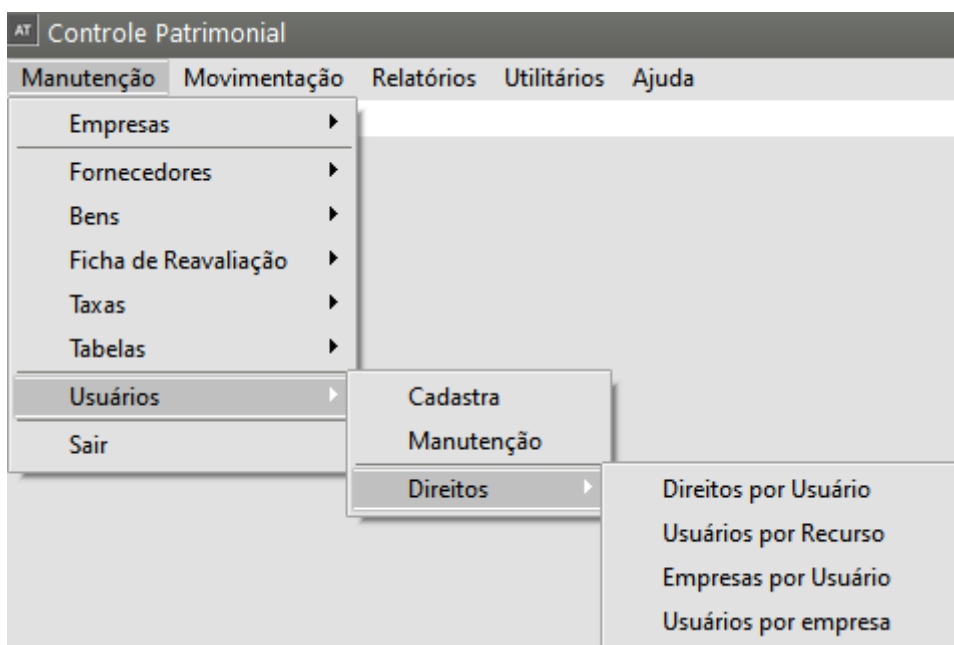 AT Controle Patrimonial
Manutenção Movimentação Relatórios Utilitários Ajuda
Empresas
Fornecedores
Bens
Ficha de Reavaliação
Taxas
Tabelas
Usuários
Sair
Cadastra
Manutenção
Direitos
Direitos por Usuário
Usuários por Recurso
Empresas por Usuário
Usuários por empresa